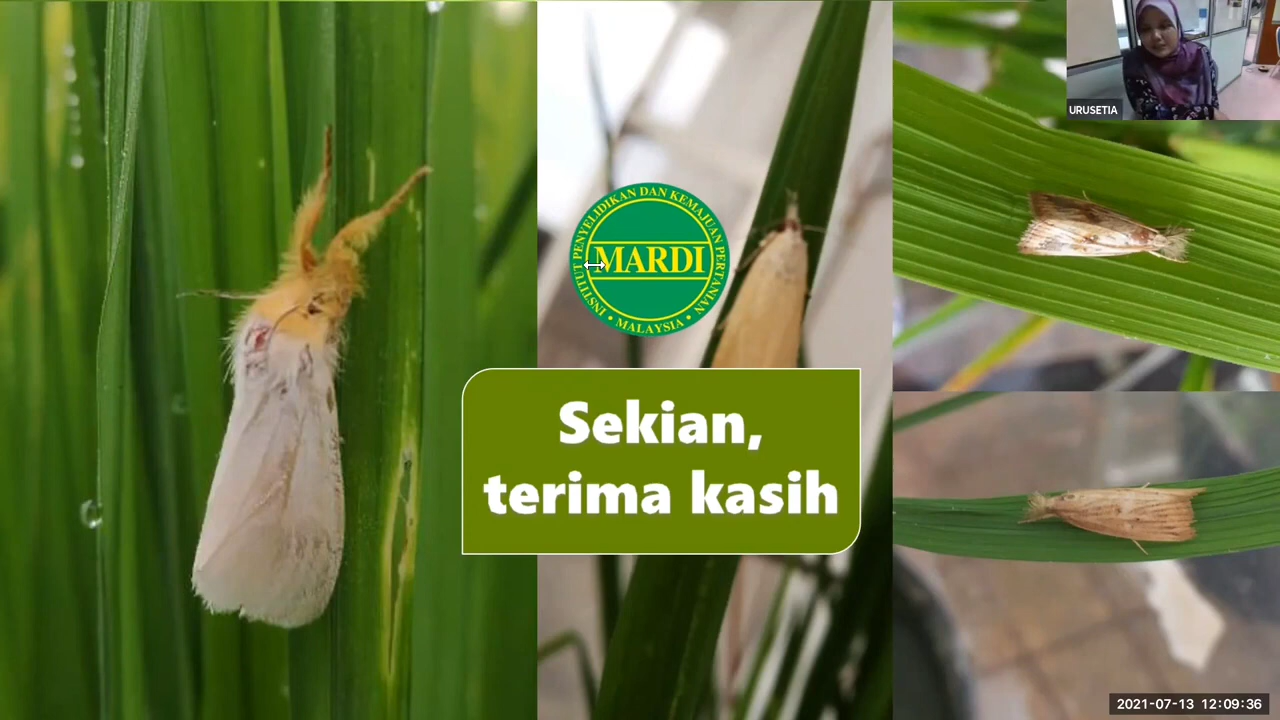 URUSETIA
INSTITUT PENYELIDIKAN DAN KEMAJUAN PERTANIAN
MARDI
• MALAYSIA •
Sekian,
terima kasih
2021-07-13 12:09:36